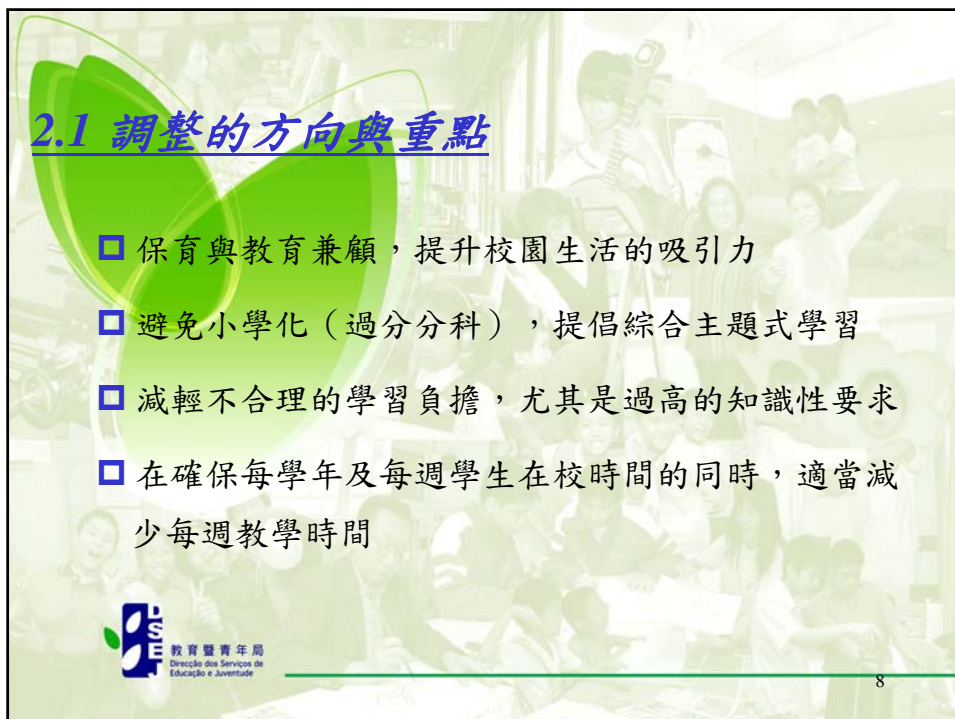 2.1 調整的方向與重點
保育與教育兼顧，提升校園生活的吸引力
避免小學化（過分分科），提倡綜合主題式學習
減輕不合理的學習負擔，尤其是過高的知識性要求
在確保每學年及每週學生在校時間的同時，適當減
少每週教學時間
DSEJ
教育暨青年局
Direcção dos Serviços de
Educação e Juventude
8